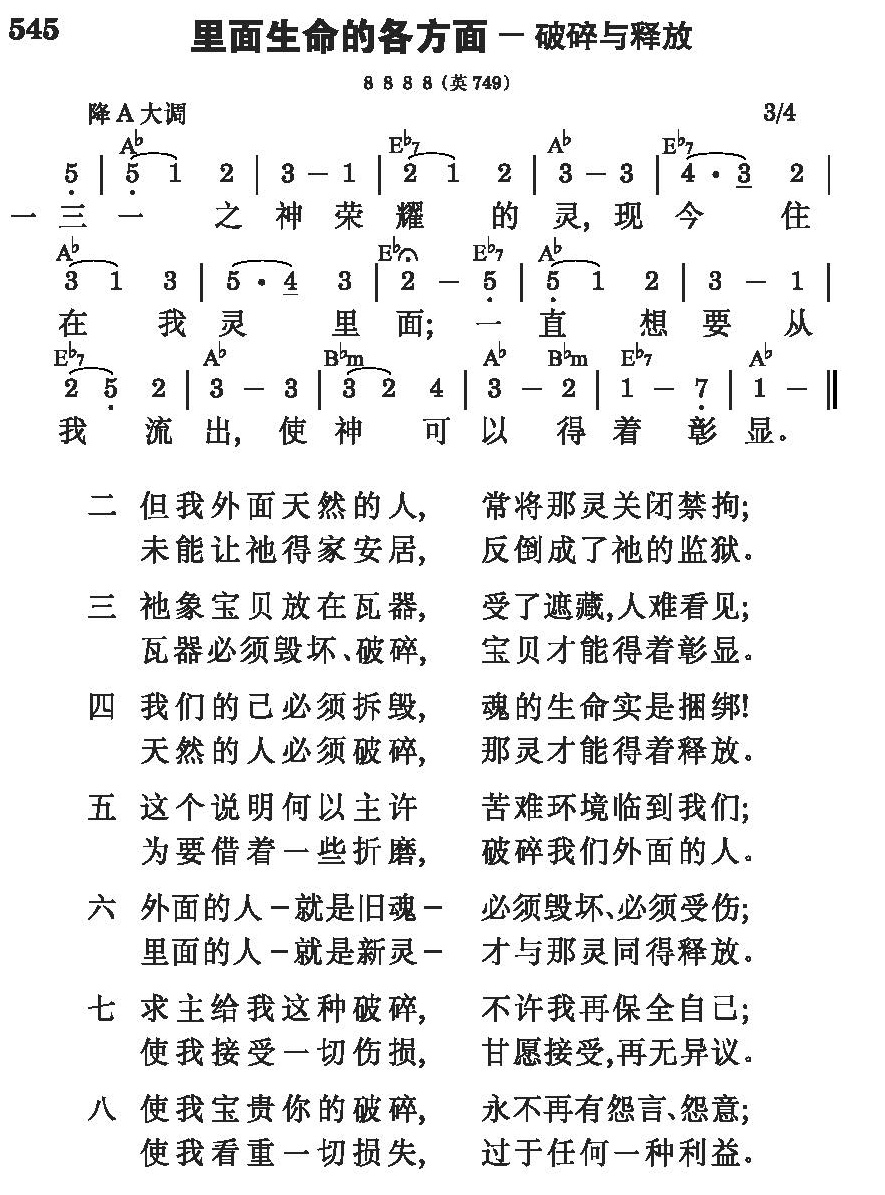 545
里面生命的各方面－破碎与释放
8 8 8 8（英749）
降A大调 3/4
A♭ E♭7 A♭ E♭7
5 | 5 1 2 | 3 － 1 | 2 1 2 | 3 － 3 | 4 · 3 2 |
一 三一之神荣耀的灵,现今住
A♭ E♭ E♭7 A♭
3 1 3 | 5 · 4 3 | 2 － 5 | 5 1 2 | 3 － 1 |
在我灵里面;一直想要从
E♭7 A♭ B♭m A♭ B♭m E♭7 A♭
2 5 2 | 3 － 3 | 3 2 4 | 3 － 2 | 1 － 7 | 1 － ‖
我流出,使神可以得着彰显。
二 但我外面天然的人, 常将那灵关闭禁拘;
未能让祂得家安居, 反倒成了祂的监狱。
三 祂象宝贝放在瓦器, 受了遮藏,人难看见;
瓦器必须毁坏、破碎, 宝贝才能得着彰显。
四 我们的己必须拆毁, 魂的生命实是捆绑!
天然的人必须破碎, 那灵才能得着释放。
五 这个说明何以主许 苦难环境临到我们;
为要借着一些折磨, 破碎我们外面的人。
六 外面的人－就是旧魂－ 必须毁坏、必须受伤;
里面的人－就是新灵－ 才与那灵同得释放。
七 求主给我这种破碎, 不许我再保全自己;
使我接受一切伤损, 甘愿接受,再无异议。
八 使我宝贵你的破碎, 永不再有怨言、怨意;
使我看重一切损失, 过于任何一种利益。